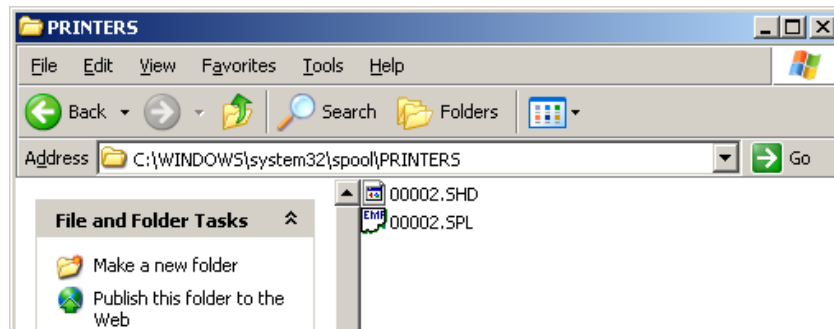 PRINTERS
File Edit View Favorites Tools Help
Back Search Folders
Address C:\WINDOWS\system32\spool\PRINTERS Go
00002.SHD
EMF 00002.SPL
File and Folder Tasks
Make a new folder
Publish this folder to the
Web